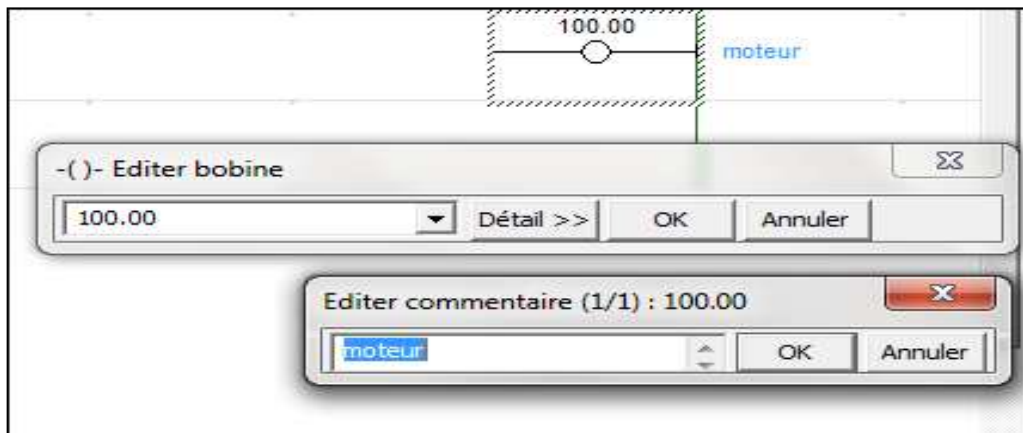 100.00
moteur
-( )- Editer bobine
100.00 Détail >> OK Annuler
Editer commentaire (1/1) : 100.00
moteur OK Annuler